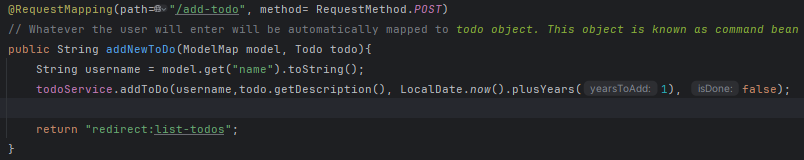 @RequestMapping(path="/add-todo", method= RequestMethod.POST)
// Whatever the user will enter will be automatically mapped to todo object. This object is known as command bean
public String addNewToDo(ModelMap model, Todo todo){
String username = model.get("name").toString();
todoService.addToDo(username,todo.getDescription(), LocalDate.now().plusYears( yearsToAdd: 1), isDone: false);
return "redirect:list-todos";
}